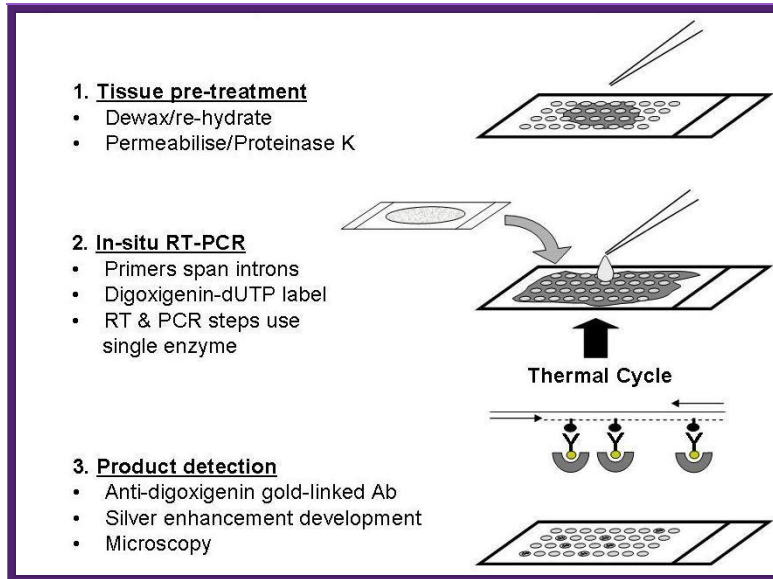 1. Tissue pre-treatment
• Dewax/re-hydrate
• Permeabilise/Proteinase K
2. In-situ RT-PCR
• Primers span introns
• Digoxigenin-dUTP label
• RT & PCR steps use
single enzyme
Thermal Cycle
3. Product detection
• Anti-digoxigenin gold-linked Ab
• Silver enhancement development
• Microscopy